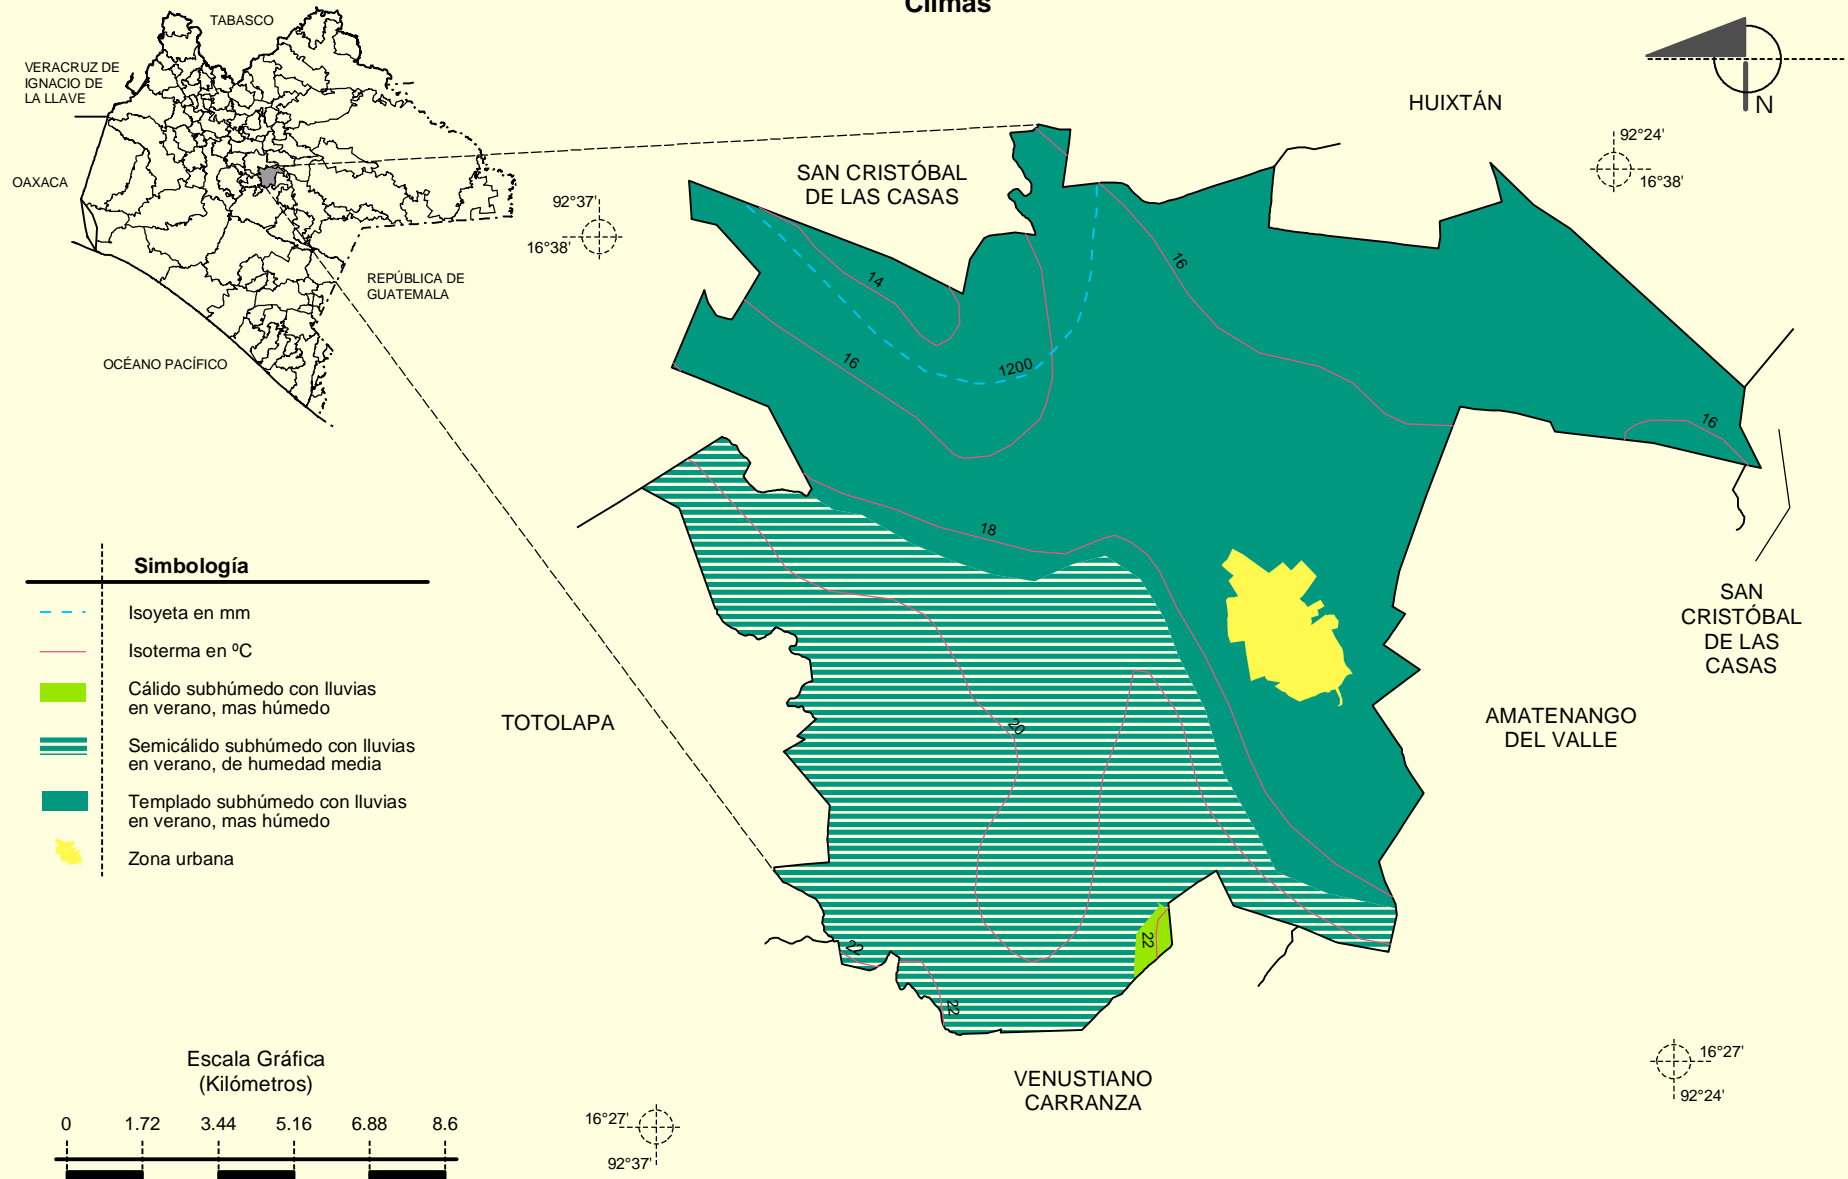 Climas
TABASCO
VERACRUZ DE
IGNACIO DE
LA LLAVE
OAXACA
REPÚBLICA DE
GUATEMALA
OCÉANO PACÍFICO
N
HUIXTÁN
SAN CRISTÓBAL
DE LAS CASAS
92°37'
16°38'
92°24'
16°38'
14
16
1200
16
16
18
20
22
22
22
TOTOLAPA
SAN
CRISTÓBAL
DE LAS
CASAS
AMATENANGO
DEL VALLE
VENUSTIANO
CARRANZA
16°27'
92°24'
16°27'
92°37'
Simbología
Isoyeta en mm
Isoterma en ºC
Cálido subhúmedo con lluvias
en verano, mas húmedo
Semicálido subhúmedo con lluvias
en verano, de humedad media
Templado subhúmedo con lluvias
en verano, mas húmedo
Zona urbana
Escala Gráfica
(Kilómetros)
0 1.72 3.44 5.16 6.88 8.6